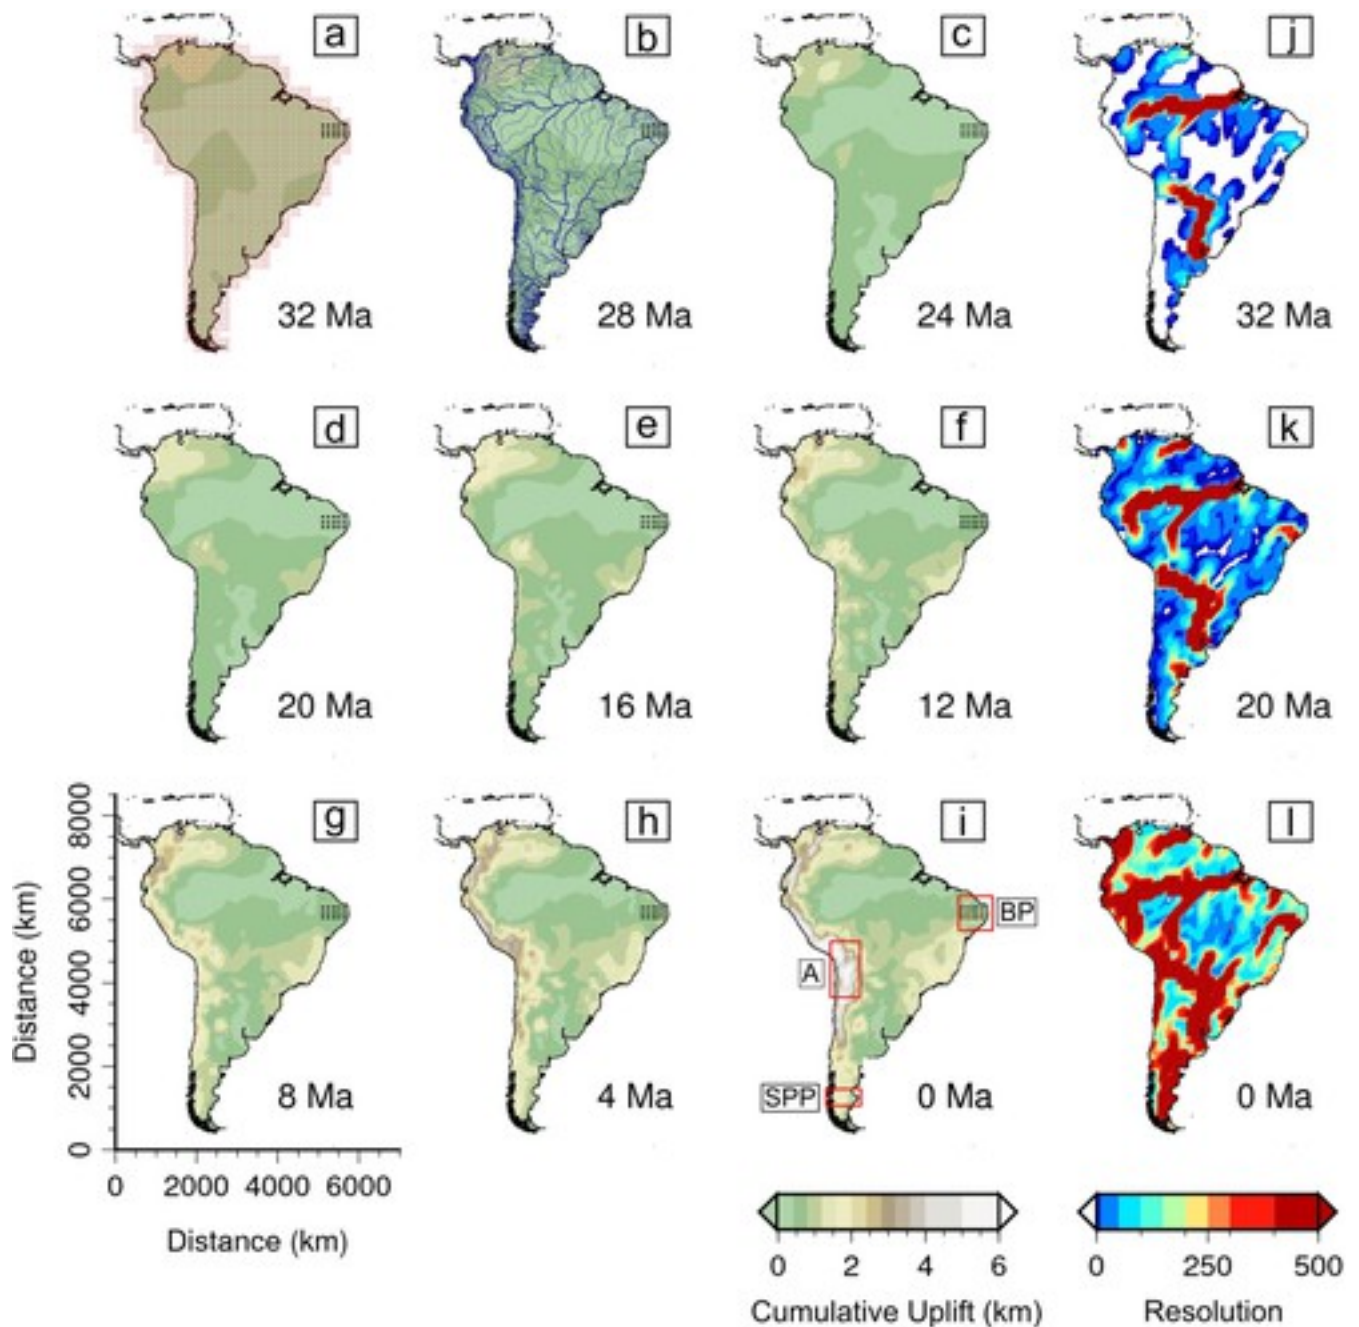 a
b
c
j
32 Ma
28 Ma
24 Ma
32 Ma
d
e
f
k
20 Ma
16 Ma
12 Ma
20 Ma
g
h
i
l
8000
6000
4000
2000
0
Distance (km)
BP
A
SPP
8 Ma
4 Ma
0 Ma
0 Ma
0 2000 4000 6000
Distance (km)
0 2 4 6
Cumulative Uplift (km)
0 250 500
Resolution